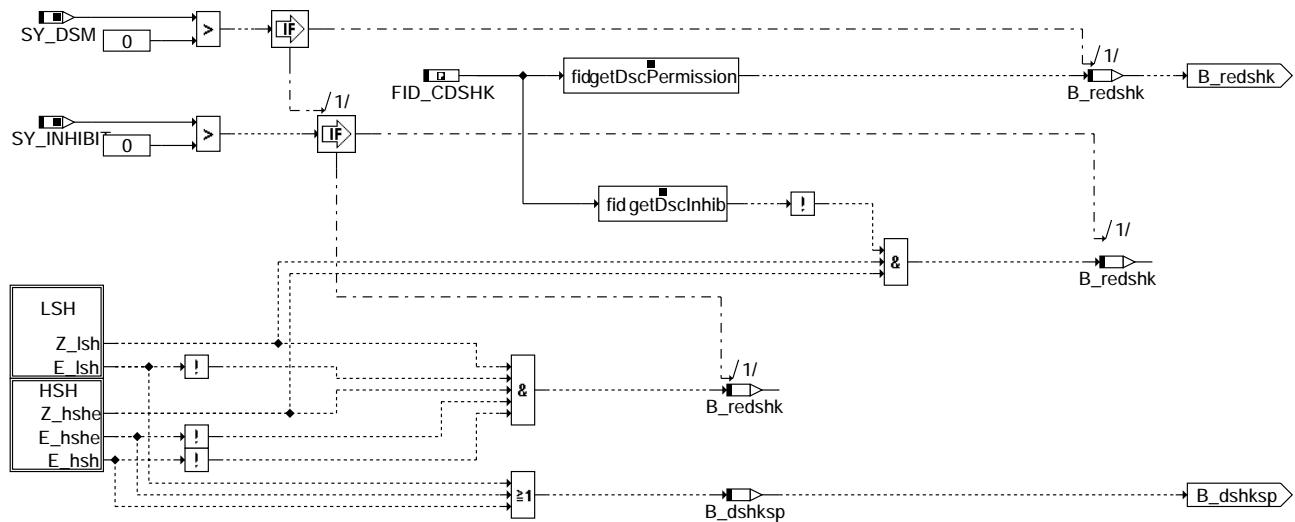 SY_DSM
0
>
IF
/1/
B_redshk
B_redshk
FID_CDSHK
fidgetDscPermission
/1/
SY_INHIBIT
0
>
IF
fid getDscInhib
!
/1/
&
B_redshk
LSH
Z_lsh
E_lsh
!
HSH
Z_hshe
E_hshe
!
E_hsh
!
&
/1/
B_redshk
≥1
B_dshksp
B_dshksp